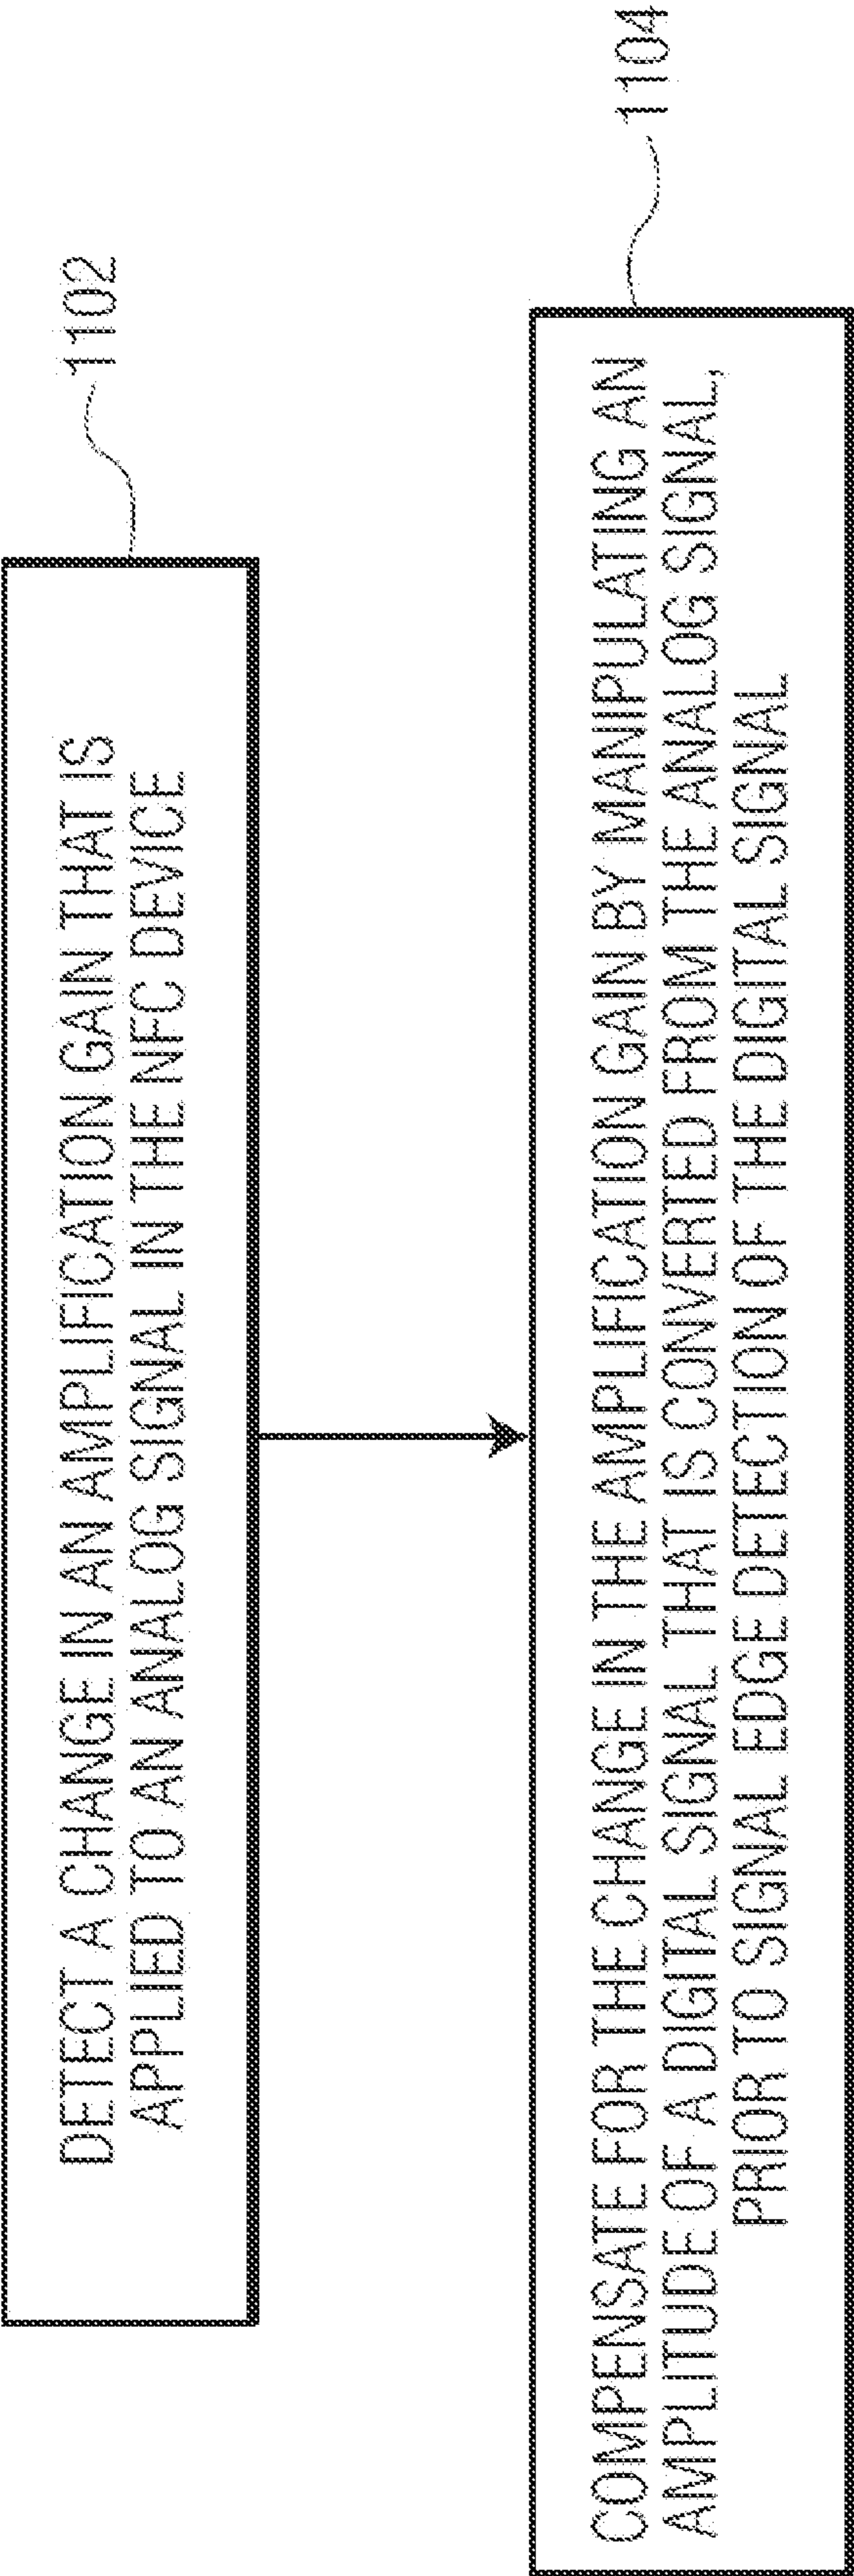 1102
DETECT A CHANGE IN AN AMPLIFICATION GAIN THAT IS
APPLIED TO AN ANALOG SIGNAL IN THE NFC DEVICE
1104
COMPENSATE FOR THE CHANGE IN THE AMPLIFICATION GAIN BY MANIPULATING AN
AMPLITUDE OF A DIGITAL SIGNAL THAT IS CONVERTED FROM THE ANALOG SIGNAL,
PRIOR TO SIGNAL EDGE DETECTION OF THE DIGITAL SIGNAL